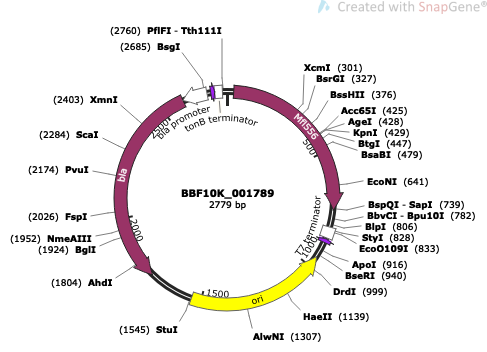 Created with SnapGene®
(2760) PflFI - Tth111I
(2685) BsgI
XcmI (301)
BsrGI (327)
BssHII (376)
Acc65I (425)
AgeI (428)
KpnI (429)
BtgI (447)
BsaBI (479)
EcoNI (641)
BspQI - SapI (739)
BbvCI - Bpu10I (782)
BlpI (806)
StyI (828)
EcoO109I (833)
ApoI (916)
BseRI (940)
DrdI (999)
HaeII (1139)
AlwNI (1307)
(1545) StuI
(1804) AhdI
(1924) BglI
(1952) NmeAIII
(2026) FspI
(2174) PvuI
(2284) ScaI
(2403) XmnI
bla promoter
tonB terminator
Mfl556
T7 terminator
ori
bla
500
1000
1500
2000
2500
BBF10K_001789
2779 bp